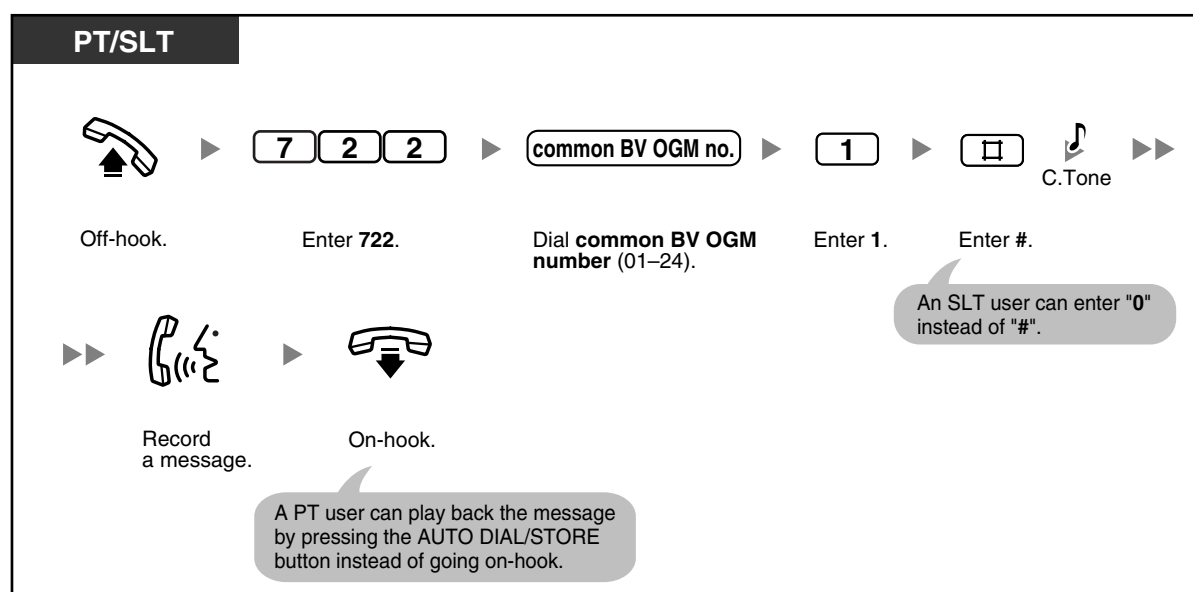 PT/SLT
7 2 2
common BV OGM no.
1
#
C.Tone
Off-hook.
Enter 722.
Dial common BV OGM
number (01–24).
Enter 1.
Enter #.
An SLT user can enter "0"
instead of "#".
Record
a message.
On-hook.
A PT user can play back the message
by pressing the AUTO DIAL/STORE
button instead of going on-hook.